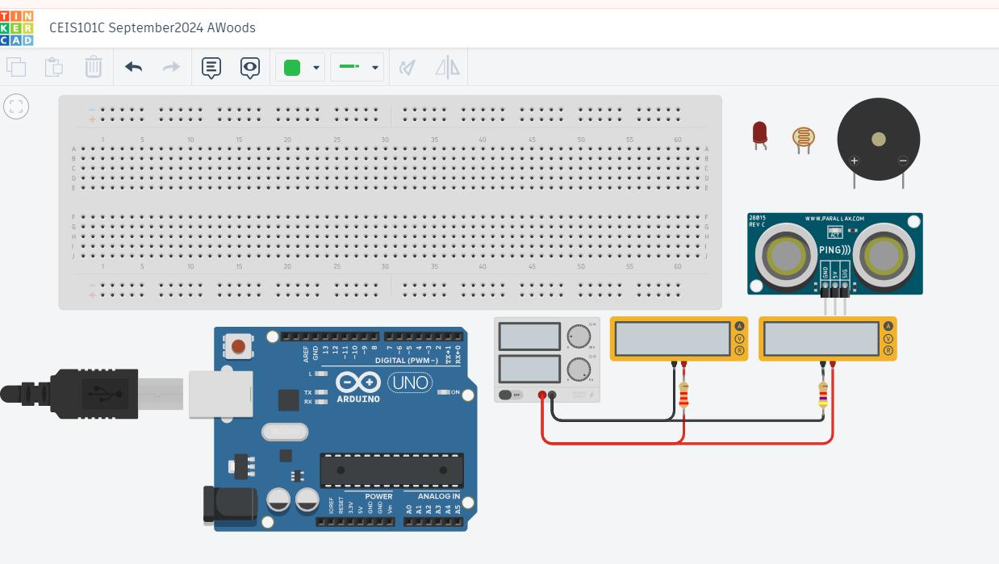 TIN
KER
CAD
CEIS101C September2024 AWoods
1 5 10 15 20 25 30 35 40 45 50 55 60
A A
B B
C C
D D
E E
F F
G G
H H
I I
J J
1 5 10 15 20 25 30 35 40 45 50 55 60
+ −
28015
REV C
WWW.PARALLAX.COM
ACT
PING)))
GND 5V SIG
A
V
R
A
V
R
OFF
AREF GND 13 12 ~11 ~10 ~9 8 7 ~6 ~5 4 ~3 2 TX→1 RX←0
DIGITAL (PWM~)
L
TX
RX
UNO
ARDUINO
ON
POWER ANALOG IN
IOREF RESET 3.3V 5V GND GND Vin A0 A1 A2 A3 A4 A5